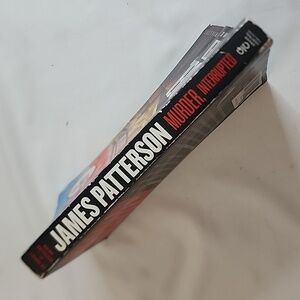 JAMES PATTERSON
MURDER, INTERRUPTED